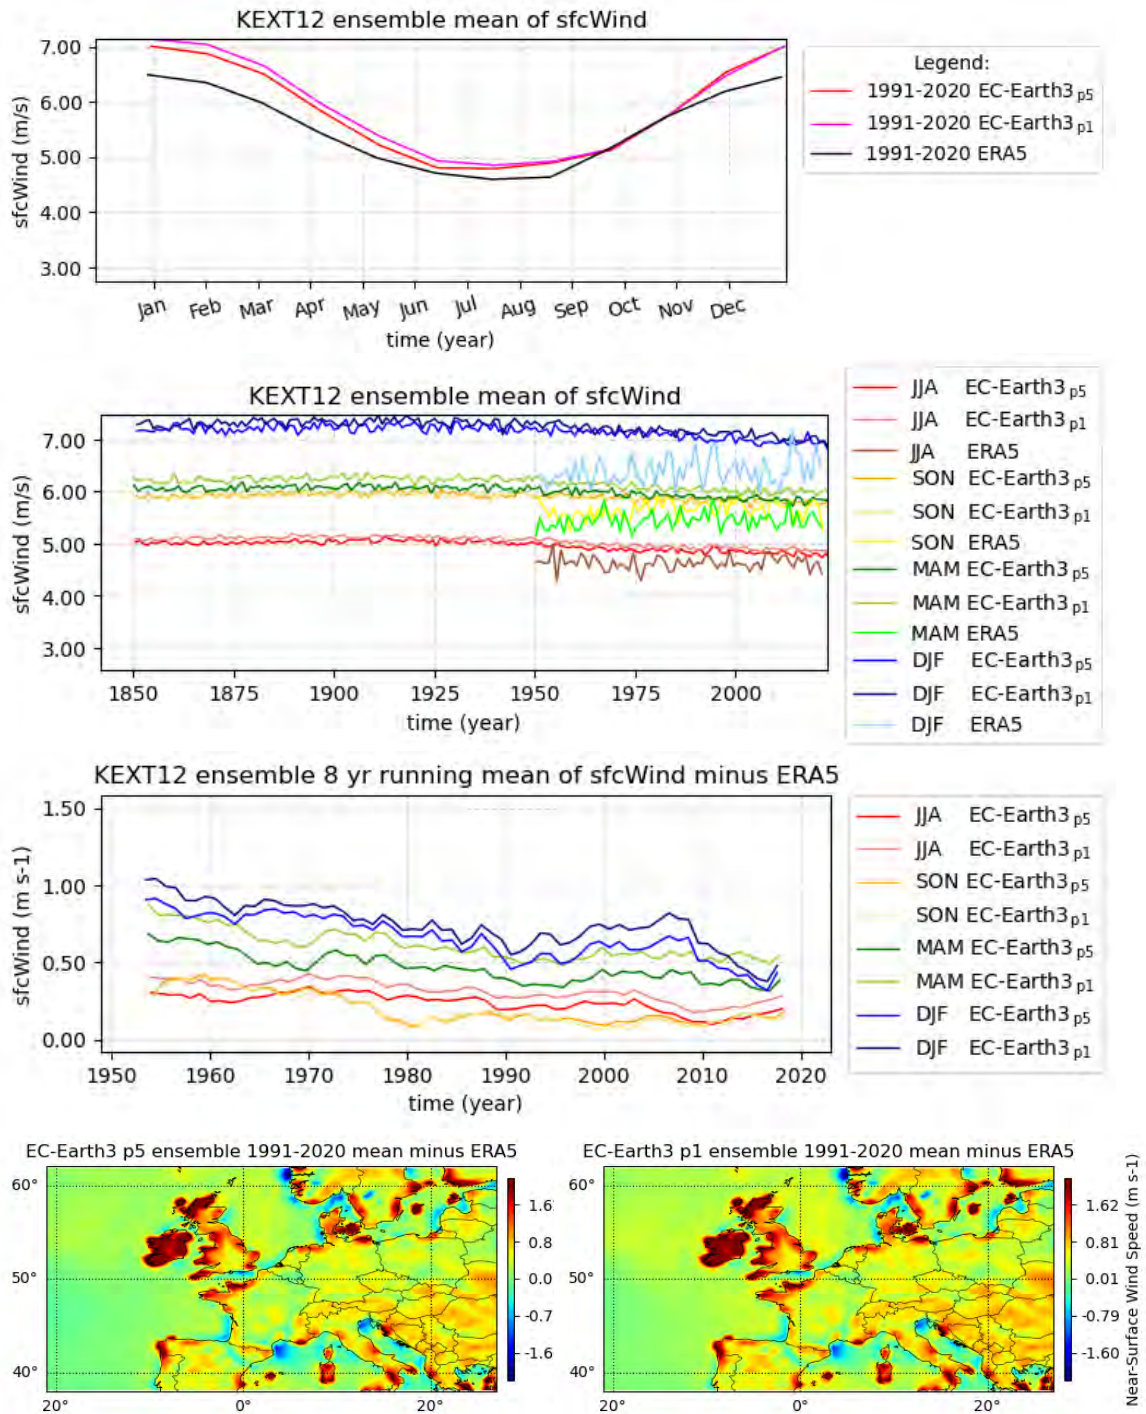 KEXT12 ensemble mean of sfcWind
7.00
6.00
5.00
4.00
3.00
sfcWind (m/s)
Jan Feb Mar Apr May Jun Jul Aug Sep Oct Nov Dec
time (year)
Legend:
1991-2020 EC-Earth3 p5
1991-2020 EC-Earth3 p1
1991-2020 ERA5
KEXT12 ensemble mean of sfcWind
7.00
6.00
5.00
4.00
3.00
sfcWind (m/s)
1850 1875 1900 1925 1950 1975 2000
time (year)
JJA EC-Earth3 p5
JJA EC-Earth3 p1
JJA ERA5
SON EC-Earth3 p5
SON EC-Earth3 p1
SON ERA5
MAM EC-Earth3 p5
MAM EC-Earth3 p1
MAM ERA5
DJF EC-Earth3 p5
DJF EC-Earth3 p1
DJF ERA5
KEXT12 ensemble 8 yr running mean of sfcWind minus ERA5
1.50
1.00
0.50
0.00
sfcWind (m s-1)
1950 1960 1970 1980 1990 2000 2010 2020
time (year)
JJA EC-Earth3 p5
JJA EC-Earth3 p1
SON EC-Earth3 p5
SON EC-Earth3 p1
MAM EC-Earth3 p5
MAM EC-Earth3 p1
DJF EC-Earth3 p5
DJF EC-Earth3 p1
EC-Earth3 p5 ensemble 1991-2020 mean minus ERA5
60°
50°
40°
20° 0° 20°
1.6
0.8
0.0
-0.7
-1.6
EC-Earth3 p1 ensemble 1991-2020 mean minus ERA5
60°
50°
40°
20° 0° 20°
1.62
0.81
0.01
-0.79
-1.60
Near-Surface Wind Speed (m s-1)